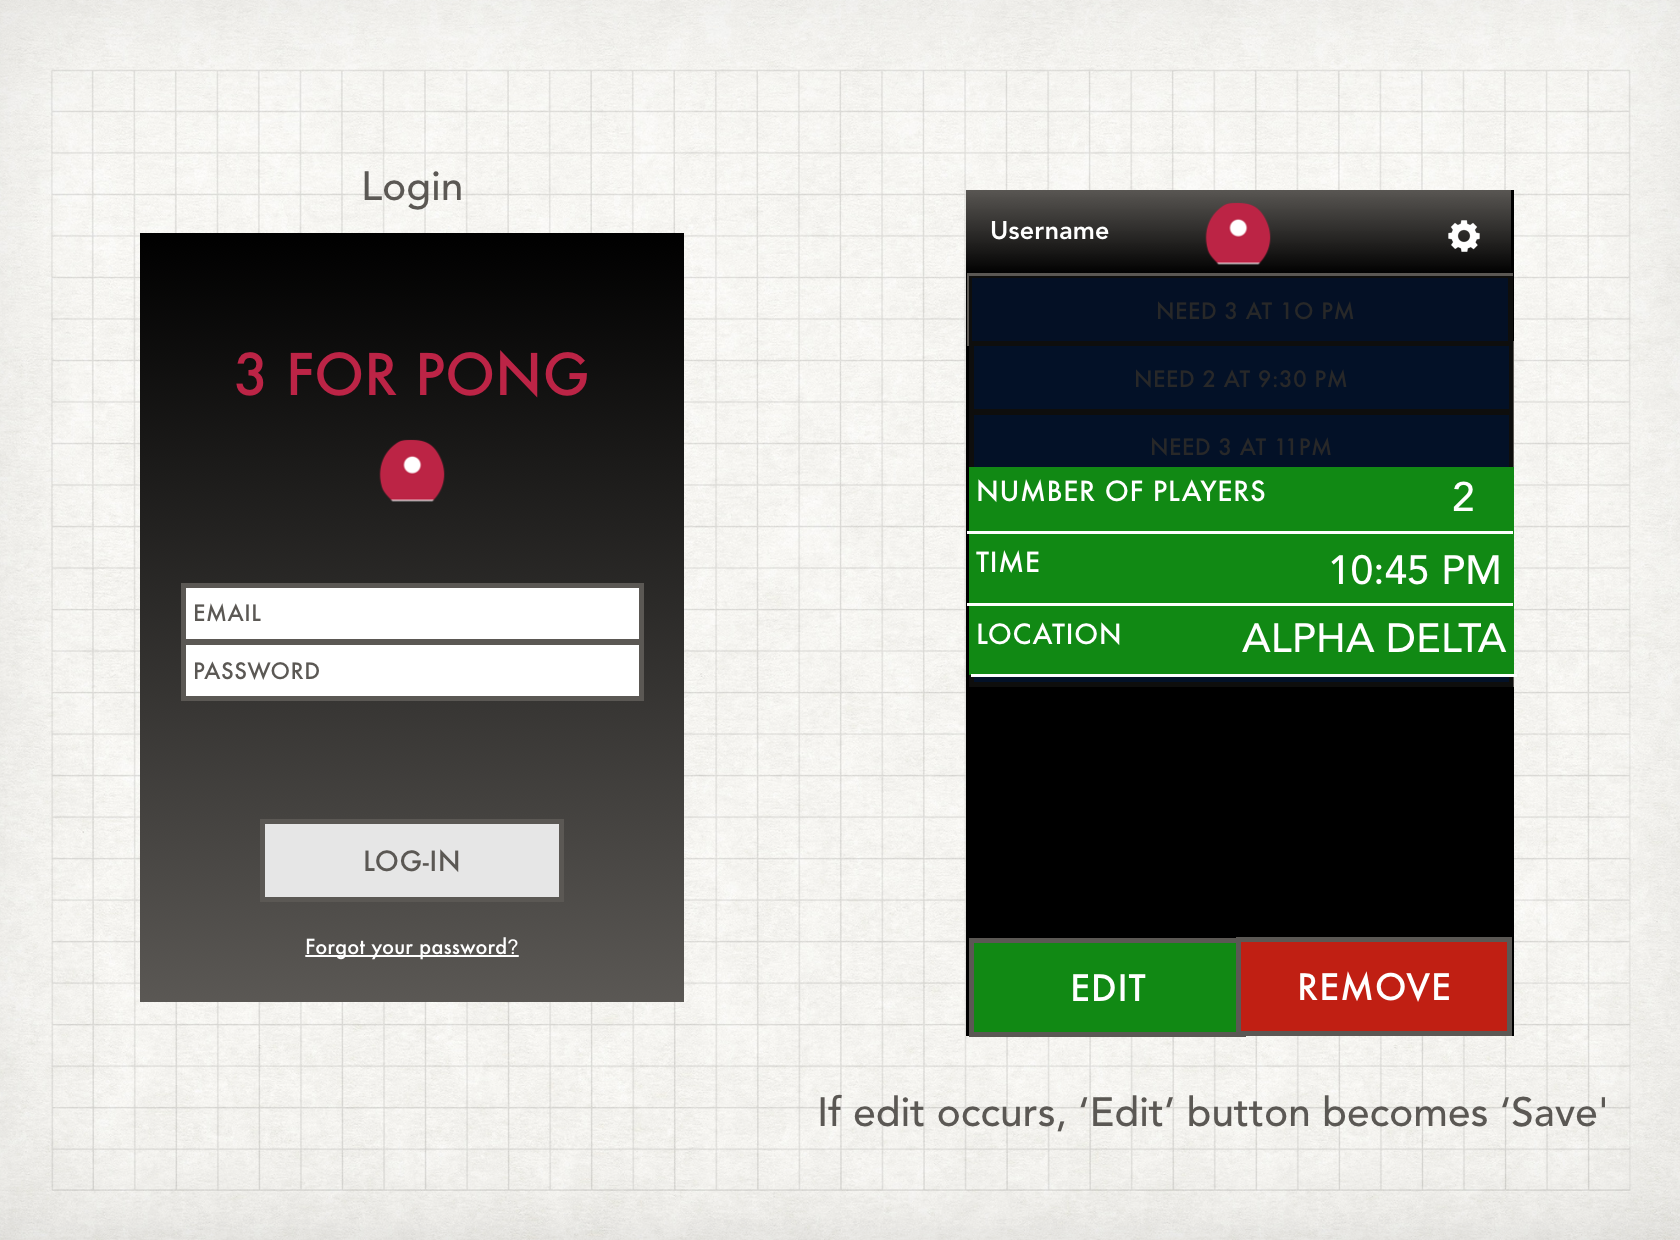 Login
3 FOR PONG
EMAIL
PASSWORD
LOG-IN
Forgot your password?
Username
NEED 3 AT 10 PM
NEED 2 AT 9:30 PM
NEED 3 AT 11PM
NUMBER OF PLAYERS 2
TIME 10:45 PM
LOCATION ALPHA DELTA
EDIT REMOVE
If edit occurs, ‘Edit’ button becomes ‘Save'